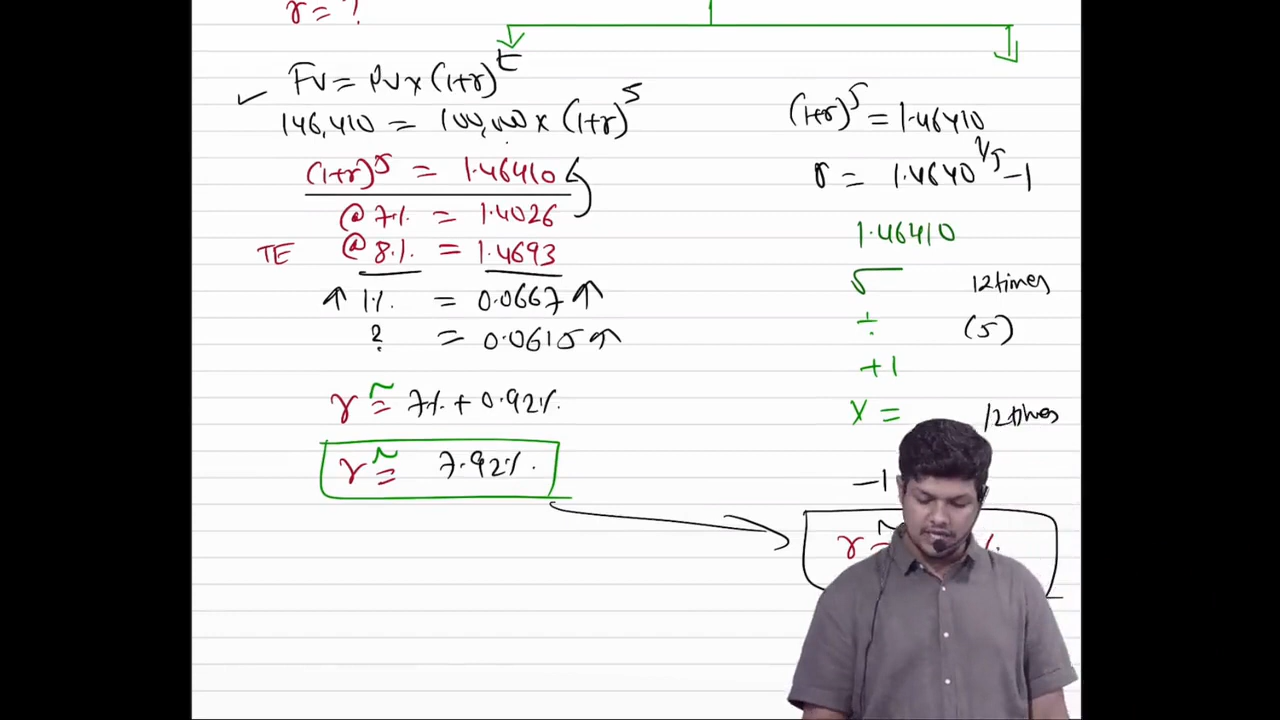 r = ?
FV = PV x (1+r)^t
146,410 = 100,000 x (1+r)^5
(1+r)^5 = 1.46410
@ 7% = 1.4026
TE @ 8% = 1.4693
↑ 1% = 0.0667 ↑
? = 0.0615 ↑
r ≅ 7% + 0.92%
r ≅ 7.92%
(1+r)^5 = 1.46410
r = 1.4640^1/5 - 1
1.46410
√ 12 times
÷ (5)
+1
x = 12 times
-1
r %